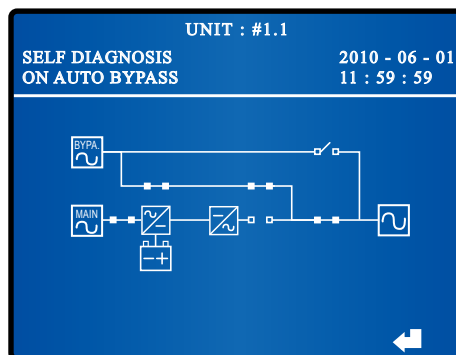 UNIT : #1.1
SELF DIAGNOSIS 2010 - 06 - 01
ON AUTO BYPASS 11 : 59 : 59
BYPA.
MAIN